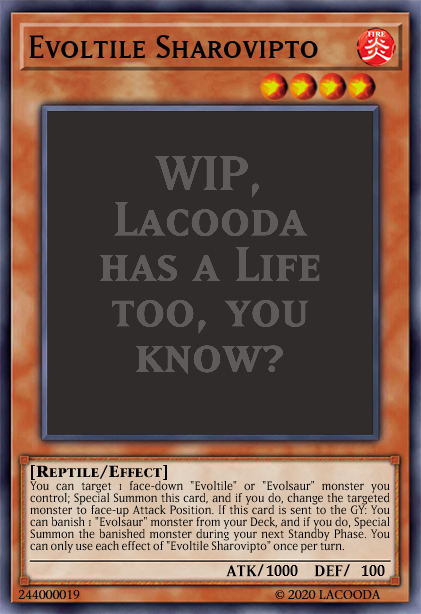 Evoltile Sharovipto
FIRE
炎
WIP,
Lacooda
has a Life
too, you
know?
[Reptile/Effect]
You can target 1 face-down "Evoltile" or "Evolsaur" monster you
control; Special Summon this card, and if you do, change the targeted
monster to face-up Attack Position. If this card is sent to the GY: You
can banish 1 "Evolsaur" monster from your Deck, and if you do, Special
Summon the banished monster during your next Standby Phase. You
can only use each effect of "Evoltile Sharovipto" once per turn.
ATK/1000 DEF/ 100
244000019
© 2020 LACOODA